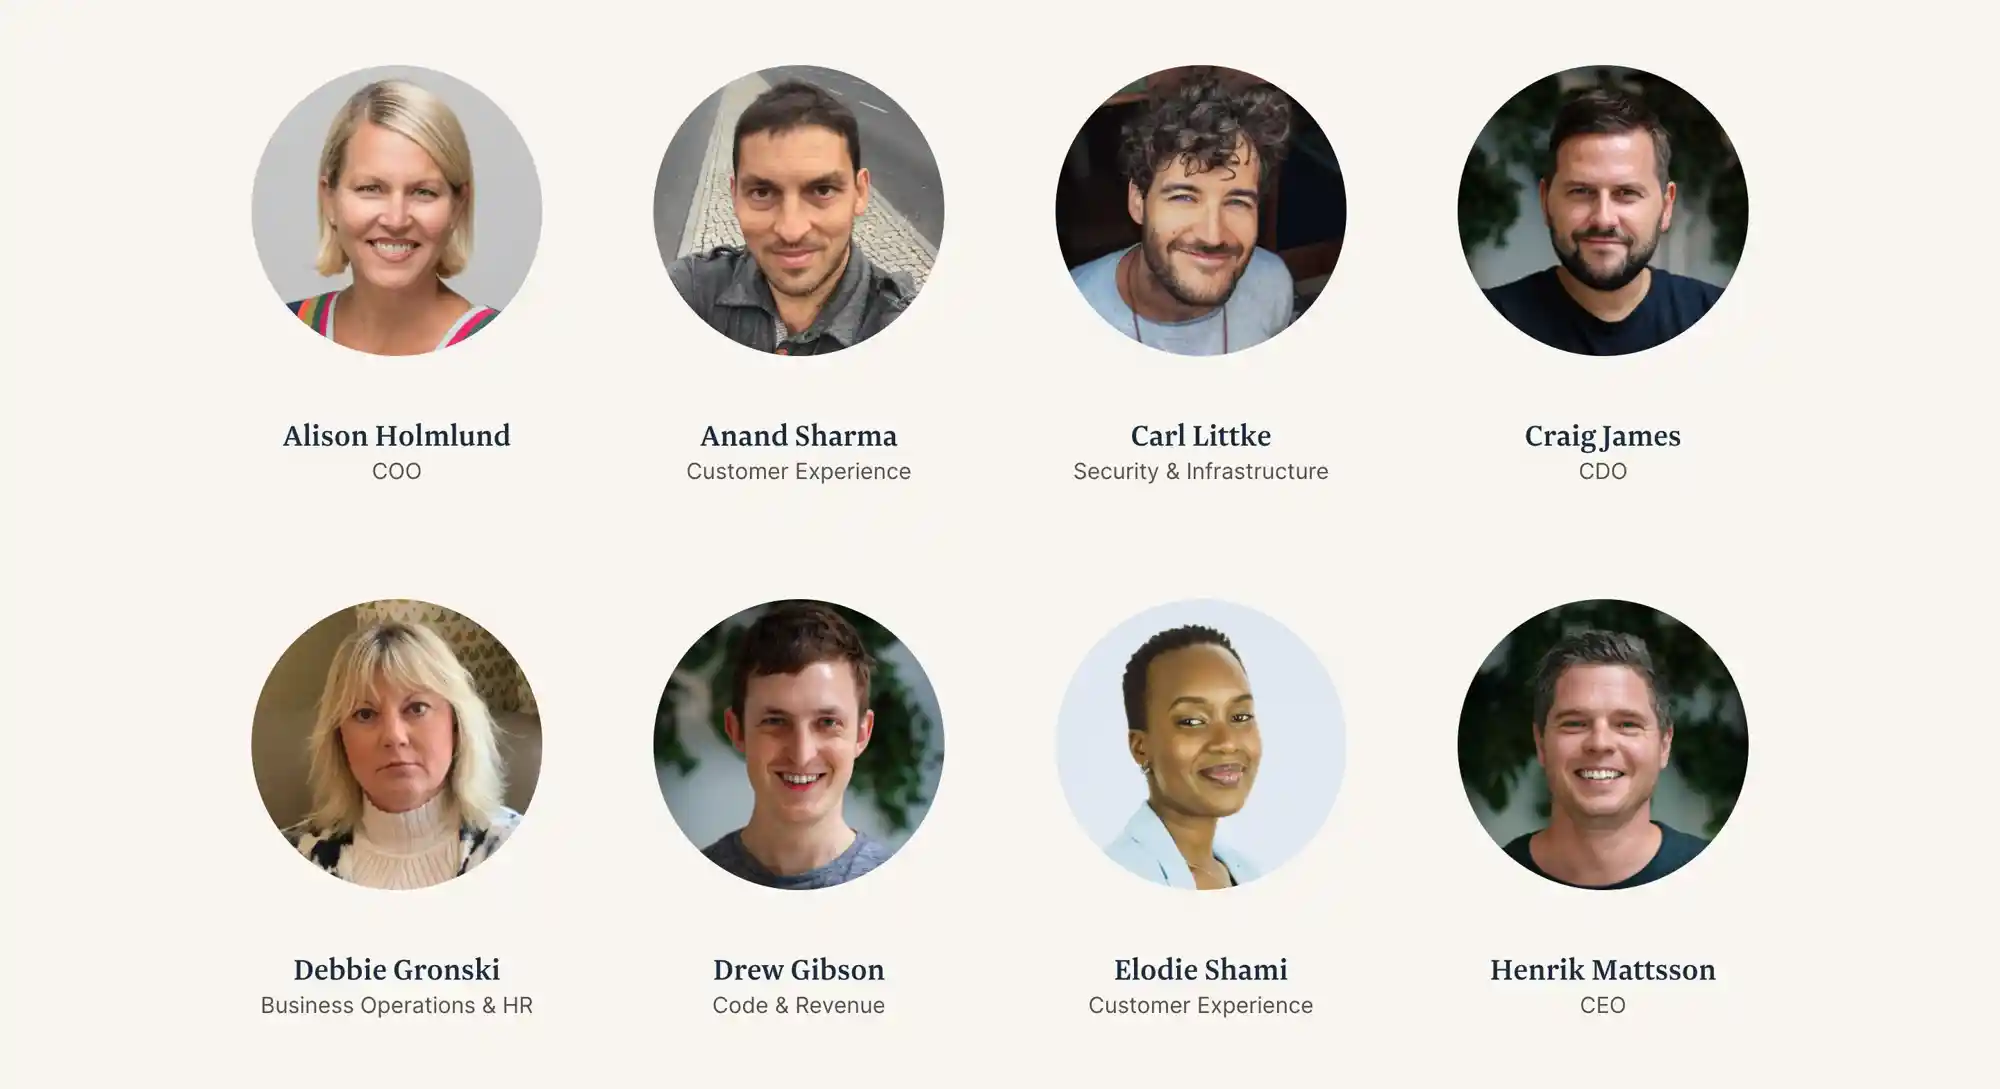 Alison Holmlund
COO
Anand Sharma
Customer Experience
Carl Littke
Security & Infrastructure
Craig James
CDO
Debbie Gronski
Business Operations & HR
Drew Gibson
Code & Revenue
Elodie Shami
Customer Experience
Henrik Mattsson
CEO